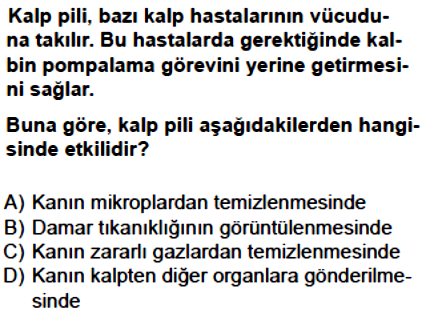 Kalp pili, bazı kalp hastalarının vücudu-
na takılır. Bu hastalarda gerektiğinde kal-
bin pompalama görevini yerine getirmesi-
ni sağlar.
Buna göre, kalp pili aşağıdakilerden hangi-
sinde etkilidir?
A) Kanın mikroplardan temizlenmesinde
B) Damar tıkanıklığının görüntülenmesinde
C) Kanın zararlı gazlardan temizlenmesinde
D) Kanın kalpten diğer organlara gönderilme-
sinde